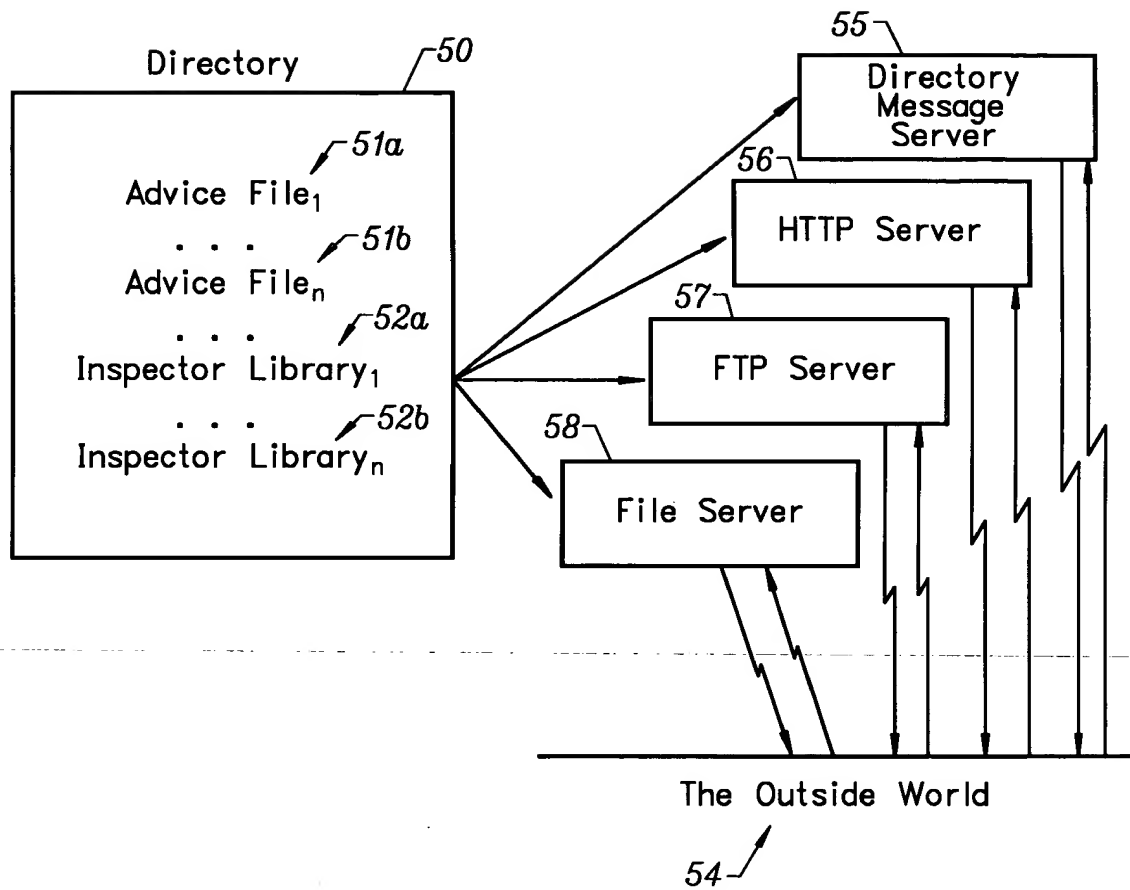 Directory
50
51a
Advice File1
. . .
51b
Advice Filen
. . .
52a
Inspector Library1
. . .
52b
Inspector Libraryn
55
Directory
Message
Server
56
HTTP Server
57
FTP Server
58
File Server
The Outside World
54